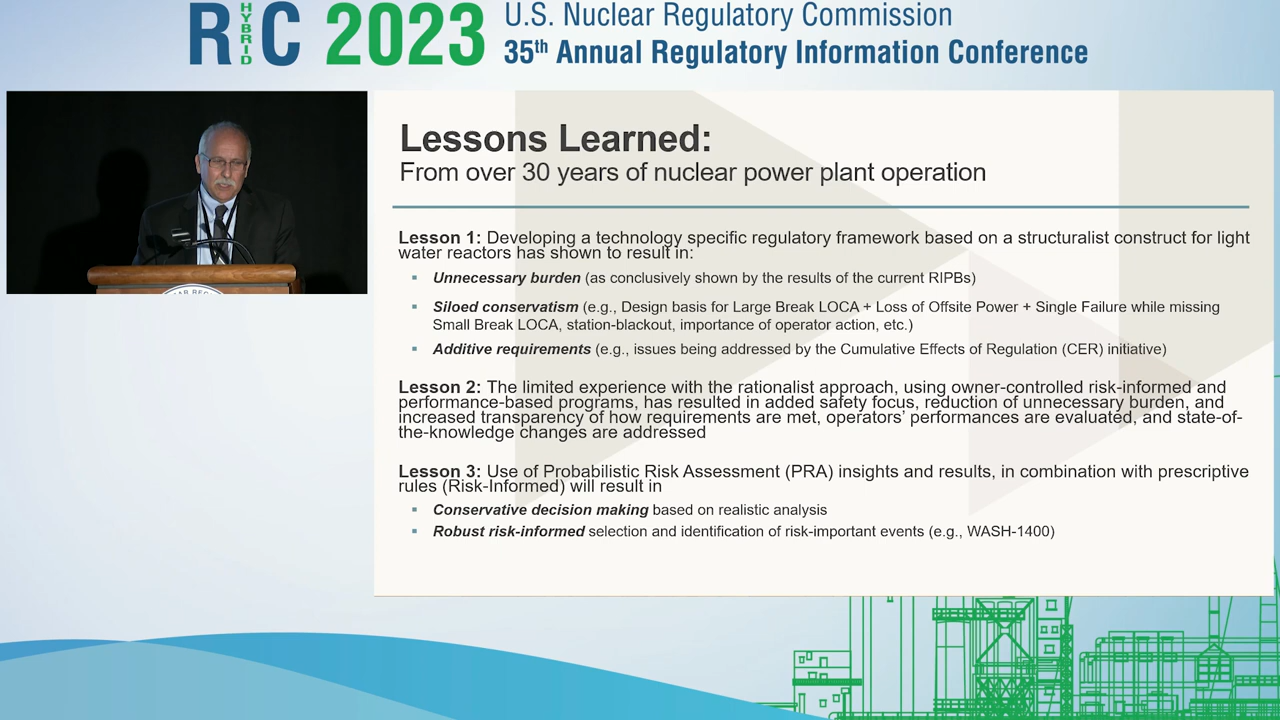 RIC HYBRID 2023
U.S. Nuclear Regulatory Commission
35th Annual Regulatory Information Conference
Lessons Learned:
From over 30 years of nuclear power plant operation
Lesson 1: Developing a technology specific regulatory framework based on a structuralist construct for light
water reactors has shown to result in:
▪ Unnecessary burden (as conclusively shown by the results of the current RIPBs)
▪ Siloed conservatism (e.g., Design basis for Large Break LOCA + Loss of Offsite Power + Single Failure while missing
Small Break LOCA, station-blackout, importance of operator action, etc.)
▪ Additive requirements (e.g., issues being addressed by the Cumulative Effects of Regulation (CER) initiative)
Lesson 2: The limited experience with the rationalist approach, using owner-controlled risk-informed and
performance-based programs, has resulted in added safety focus, reduction of unnecessary burden, and
increased transparency of how requirements are met, operators' performances are evaluated, and state-of-
the-knowledge changes are addressed
Lesson 3: Use of Probabilistic Risk Assessment (PRA) insights and results, in combination with prescriptive
rules (Risk-Informed) will result in
▪ Conservative decision making based on realistic analysis
▪ Robust risk-informed selection and identification of risk-important events (e.g., WASH-1400)